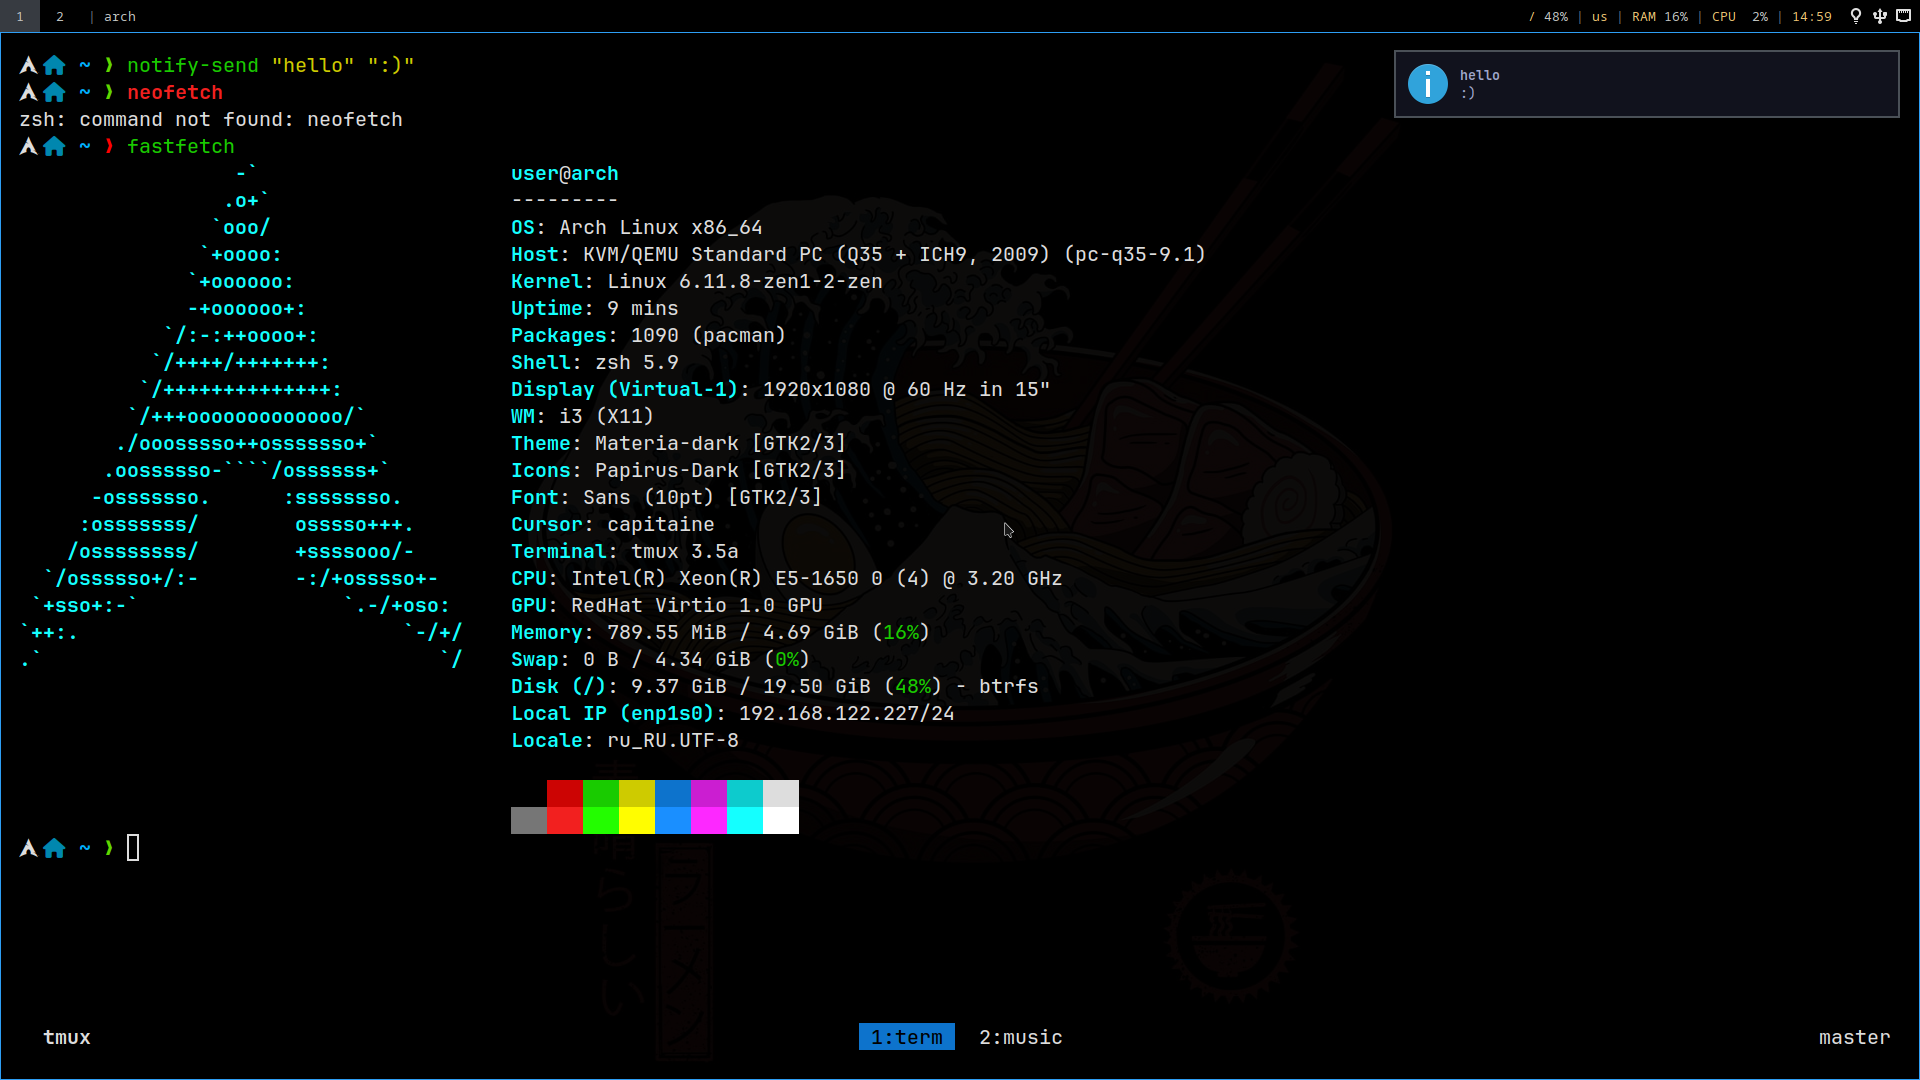 1 2 | arch
/ 48% | us | RAM 16% | CPU 2% | 14:59
~ ❯ notify-send "hello" ":)"
~ ❯ neofetch
zsh: command not found: neofetch
~ ❯ fastfetch
hello
:)
                  -`
                 .o+`
                `ooo/
               `+oooo:
              `+oooooo:
              -+oooooo+:
            `/:-:++oooo+:
           `/++++/+++++++:
          `/++++++++++++++:
         `/+++ooooooooooooo/`
        ./ooosssso++osssssso+`
       .oossssso-````/ossssss+`
      -osssssso.      :ssssssso.
     :osssssss/        osssso+++.
    /ossssssss/        +ssssooo/-
  `/ossssso+/:-        -:/+osssso+-
 `+sso+:-`                 `.-/+oso:
`++:.                           `-/+/
.`                                 `/
user@arch
---------
OS: Arch Linux x86_64
Host: KVM/QEMU Standard PC (Q35 + ICH9, 2009) (pc-q35-9.1)
Kernel: Linux 6.11.8-zen1-2-zen
Uptime: 9 mins
Packages: 1090 (pacman)
Shell: zsh 5.9
Display (Virtual-1): 1920x1080 @ 60 Hz in 15"
WM: i3 (X11)
Theme: Materia-dark [GTK2/3]
Icons: Papirus-Dark [GTK2/3]
Font: Sans (10pt) [GTK2/3]
Cursor: capitaine
Terminal: tmux 3.5a
CPU: Intel(R) Xeon(R) E5-1650 0 (4) @ 3.20 GHz
GPU: RedHat Virtio 1.0 GPU
Memory: 789.55 MiB / 4.69 GiB (16%)
Swap: 0 B / 4.34 GiB (0%)
Disk (/): 9.37 GiB / 19.50 GiB (48%) - btrfs
Local IP (enp1s0): 192.168.122.227/24
Locale: ru_RU.UTF-8
~ ❯
ラーメン
tmux
1:term 2:music
master